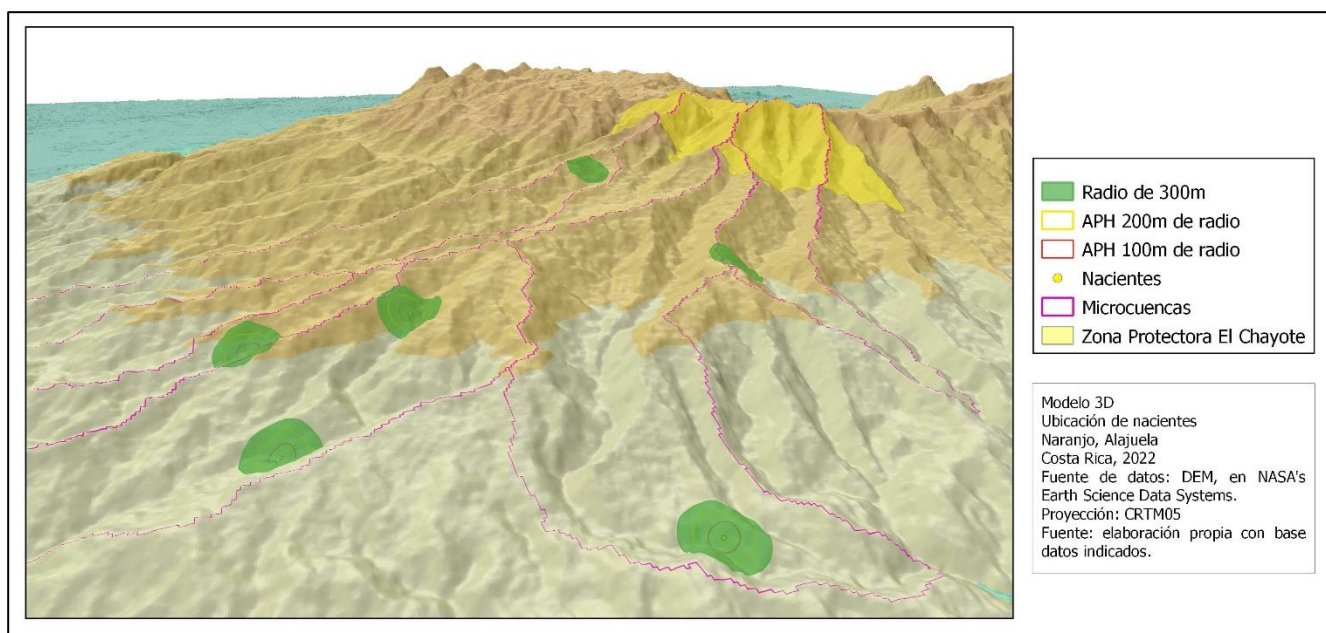 Radio de 300m
APH 200m de radio
APH 100m de radio
Nacientes
Microcuencas
Zona Protectora El Chayote
Modelo 3D
Ubicación de nacientes
Naranjo, Alajuela
Costa Rica, 2022
Fuente de datos: DEM, en NASA's
Earth Science Data Systems.
Proyección: CRTM05
Fuente: elaboración propia con base
datos indicados.